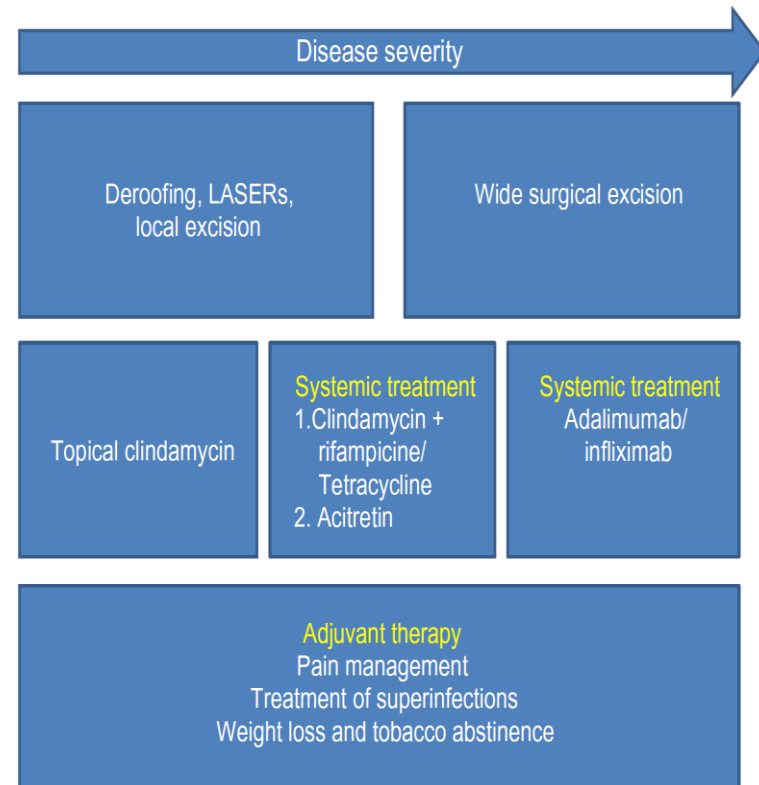 Disease severity
Deroofing, LASERs,
local excision
Wide surgical excision
Topical clindamycin
Systemic treatment
1.Clindamycin +
rifampicine/
Tetracycline
2. Acitretin
Systemic treatment
Adalimumab/
infliximab
Adjuvant therapy
Pain management
Treatment of superinfections
Weight loss and tobacco abstinence